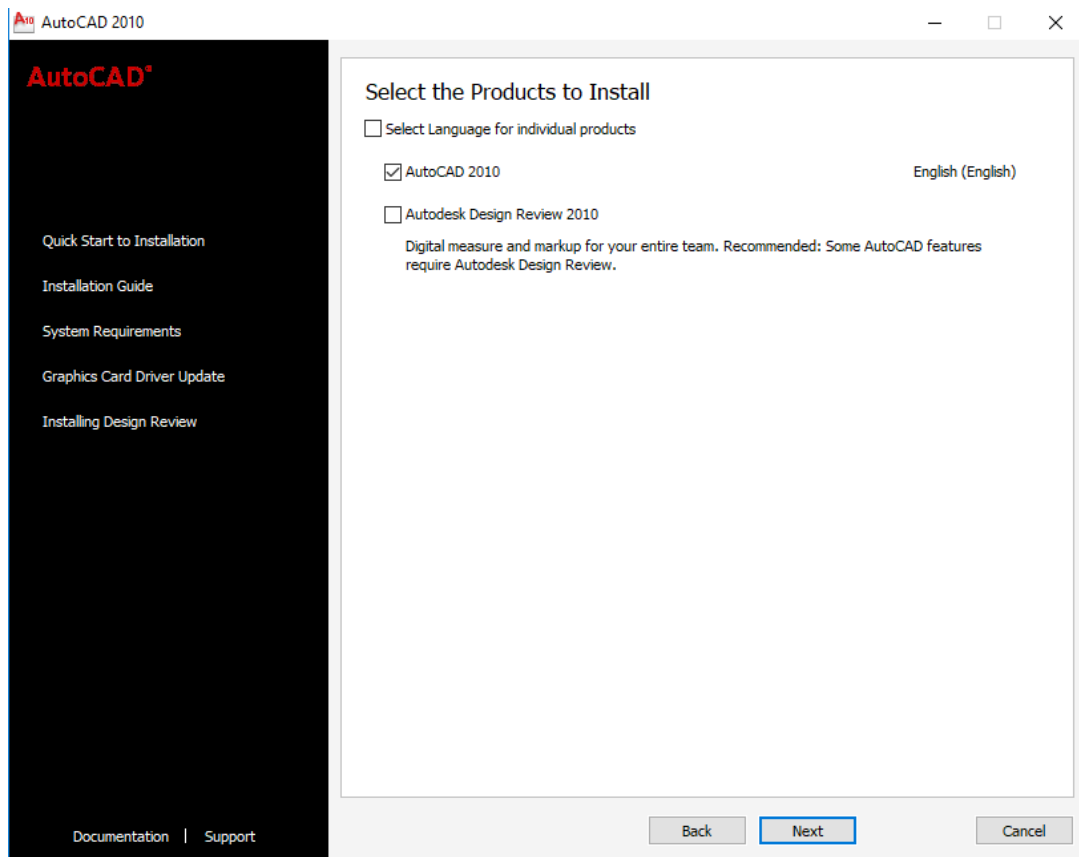 AutoCAD 2010
AutoCAD®
Select the Products to Install
Select Language for individual products
AutoCAD 2010 English (English)
Autodesk Design Review 2010
Digital measure and markup for your entire team. Recommended: Some AutoCAD features
require Autodesk Design Review.
Quick Start to Installation
Installation Guide
System Requirements
Graphics Card Driver Update
Installing Design Review
Documentation | Support
Back Next Cancel